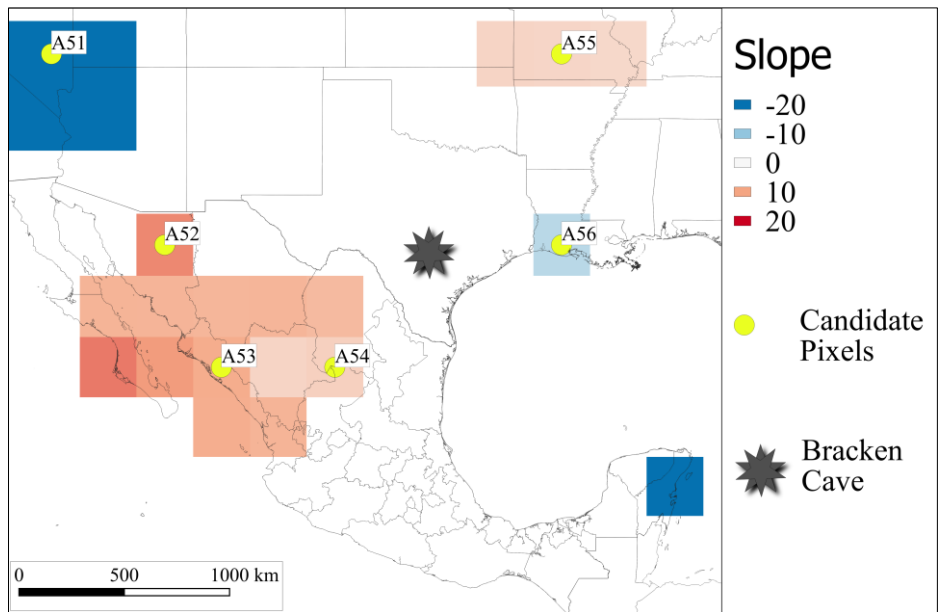 A51
A55
A52
A56
A53
A54
0 500 1000 km
Slope
-20
-10
0
10
20
Candidate
Pixels
Bracken
Cave